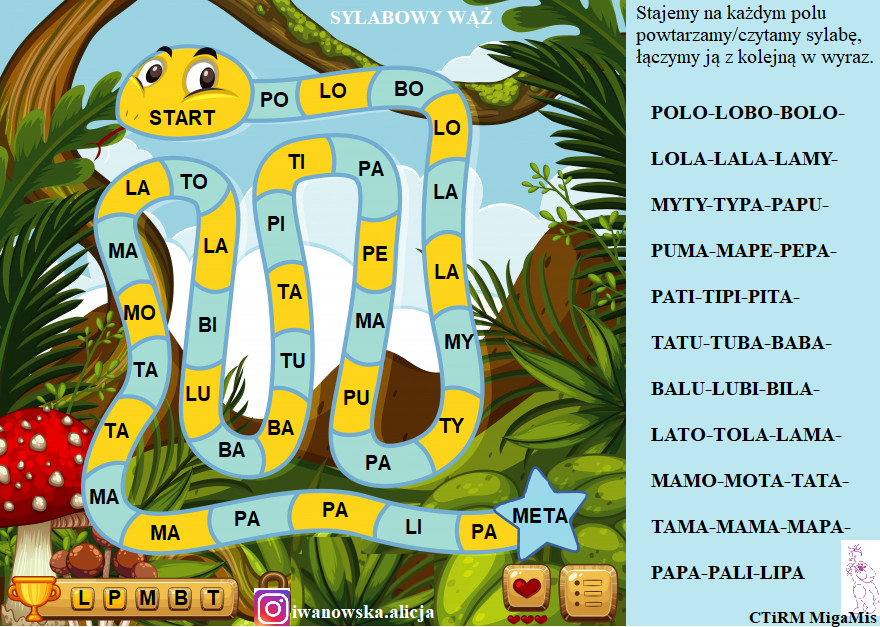 SYLABOWY WĄŻ
START
PO
LO
BO
LO
LA
LA
MY
TY
PA
PU
MA
PE
PA
TI
PI
TA
TU
BA
BA
LU
BI
LA
TO
LA
MA
MO
TA
TA
MA
MA
PA
PA
LI
PA
META
L P M B T
iwanowska.alicja
Stajemy na każdym polu
powtarzamy/czytamy sylabę,
łączymy ją z kolejną w wyraz.
POLO-LOBO-BOLO-
LOLA-LALA-LAMY-
MYTY-TYPA-PAPU-
PUMA-MAPE-PEPA-
PATI-TIPI-PITA-
TATU-TUBA-BABA-
BALU-LUBI-BILA-
LATO-TOLA-LAMA-
MAMO-MOTA-TATA-
TAMA-MAMA-MAPA-
PAPA-PALI-LIPA
CTiRM MigaMis